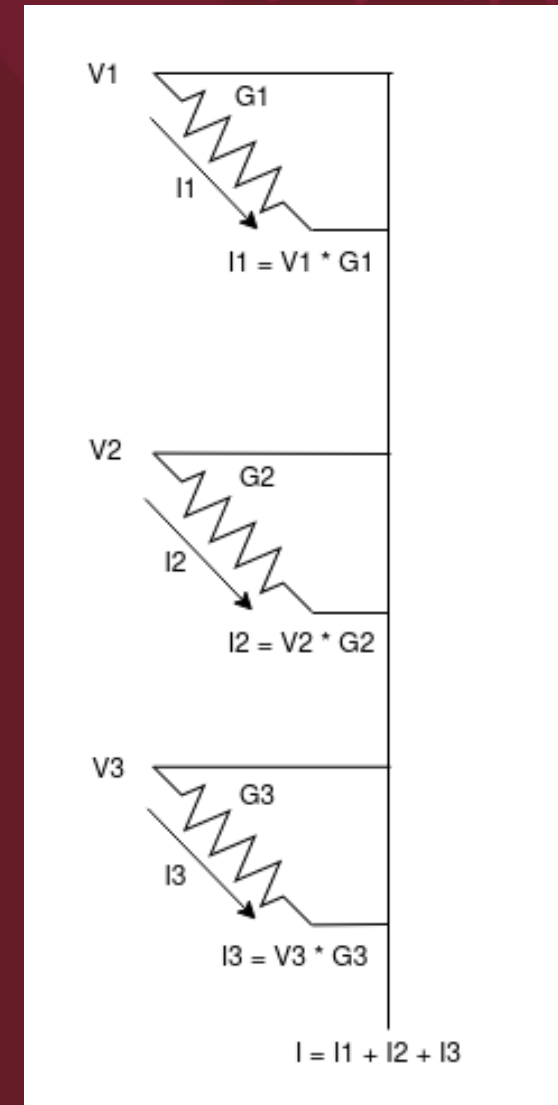 V1
G1
I1
I1 = V1 * G1
V2
G2
I2
I2 = V2 * G2
V3
G3
I3
I3 = V3 * G3
I = I1 + I2 + I3